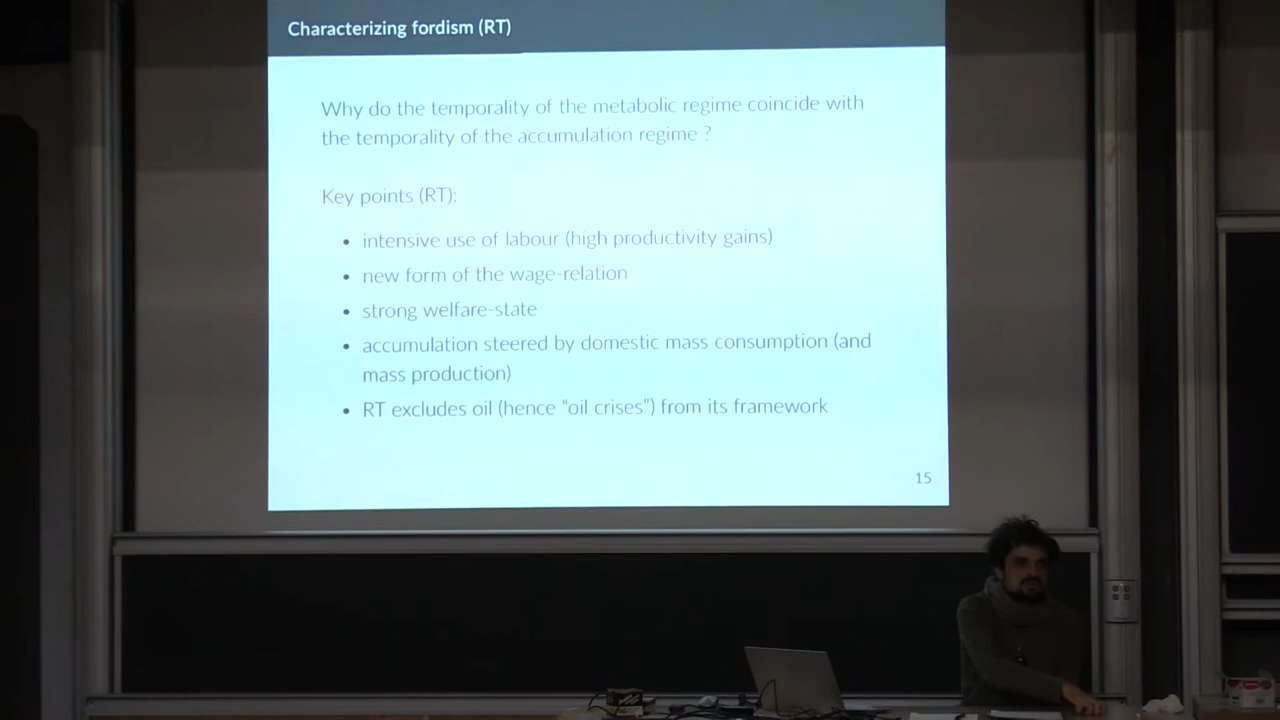 Characterizing fordism (RT)
Why do the temporality of the metabolic regime coincide with
the temporality of the accumulation regime ?
Key points (RT):
• intensive use of labour (high productivity gains)
• new form of the wage-relation
• strong welfare-state
• accumulation steered by domestic mass consumption (and
mass production)
• RT excludes oil (hence “oil crises”) from its framework
15